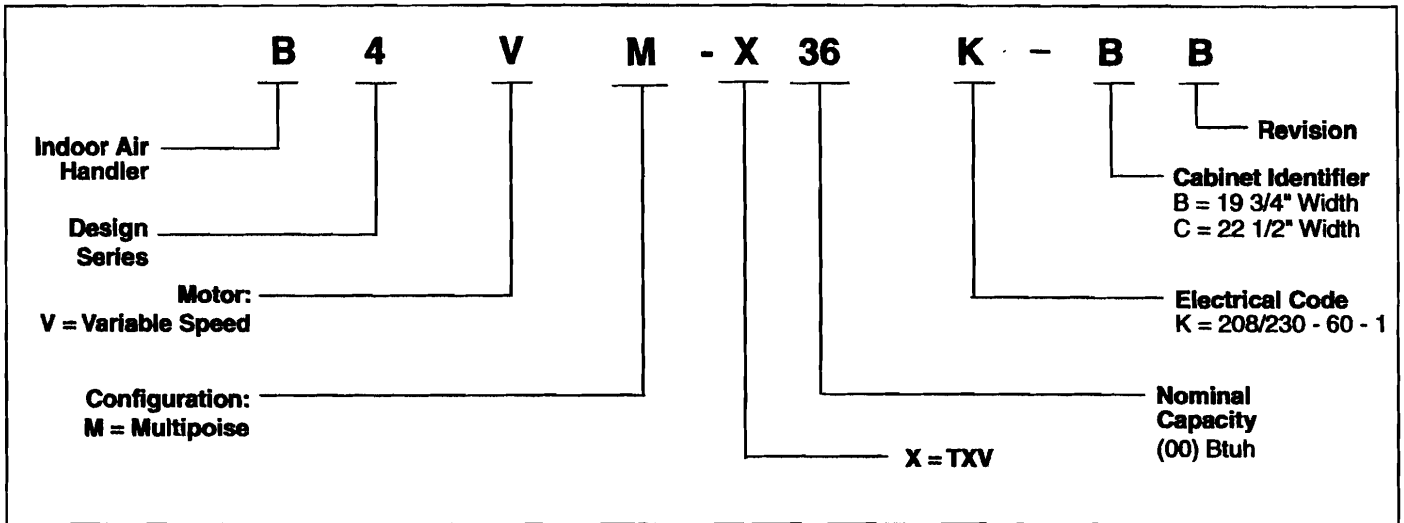 B 4 V M - X 36 K - B B
Indoor Air
Handler
Design
Series
Motor:
V = Variable Speed
Configuration:
M = Multipoise
Revision
Cabinet Identifier
B = 19 3/4" Width
C = 22 1/2" Width
Electrical Code
K = 208/230 - 60 - 1
Nominal
Capacity
(00) Btuh
X = TXV